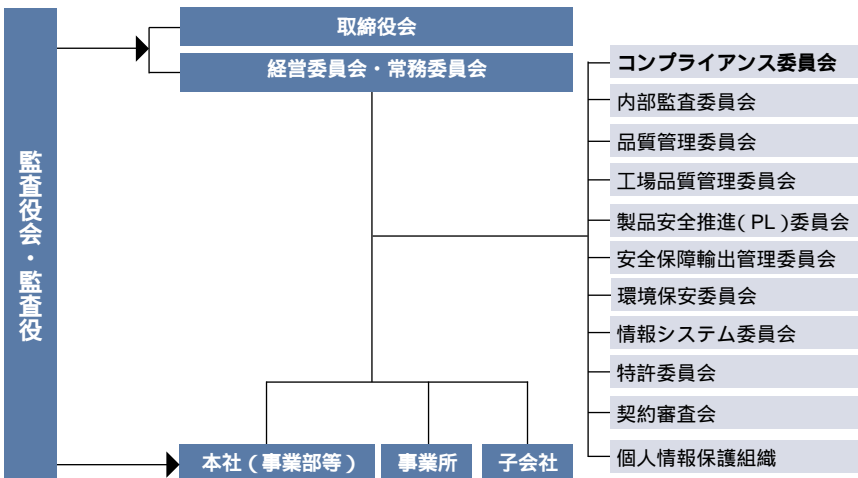 監査役会・監査役
取締役会
経営委員会・常務委員会
コンプライアンス委員会
内部監査委員会
品質管理委員会
工場品質管理委員会
製品安全推進(PL)委員会
安全保障輸出管理委員会
環境保安委員会
情報システム委員会
特許委員会
契約審査会
個人情報保護組織
本社(事業部等)
事業所
子会社